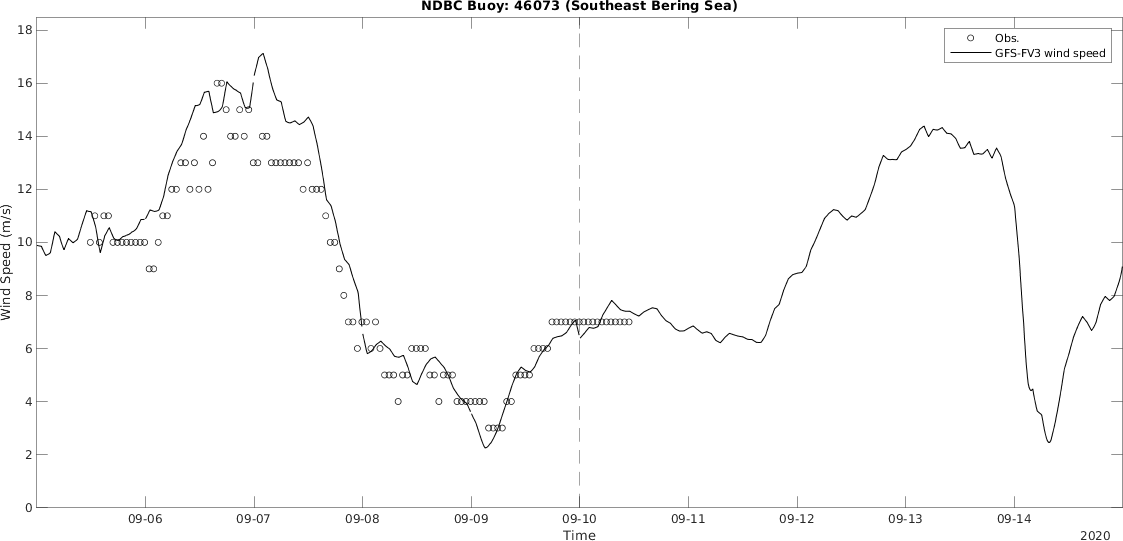 NDBC Buoy: 46073 (Southeast Bering Sea)
18
16
14
12
10
8
6
4
2
0
Wind Speed (m/s)
Obs.
GFS-FV3 wind speed
09-06 09-07 09-08 09-09 09-10 09-11 09-12 09-13 09-14
Time
2020